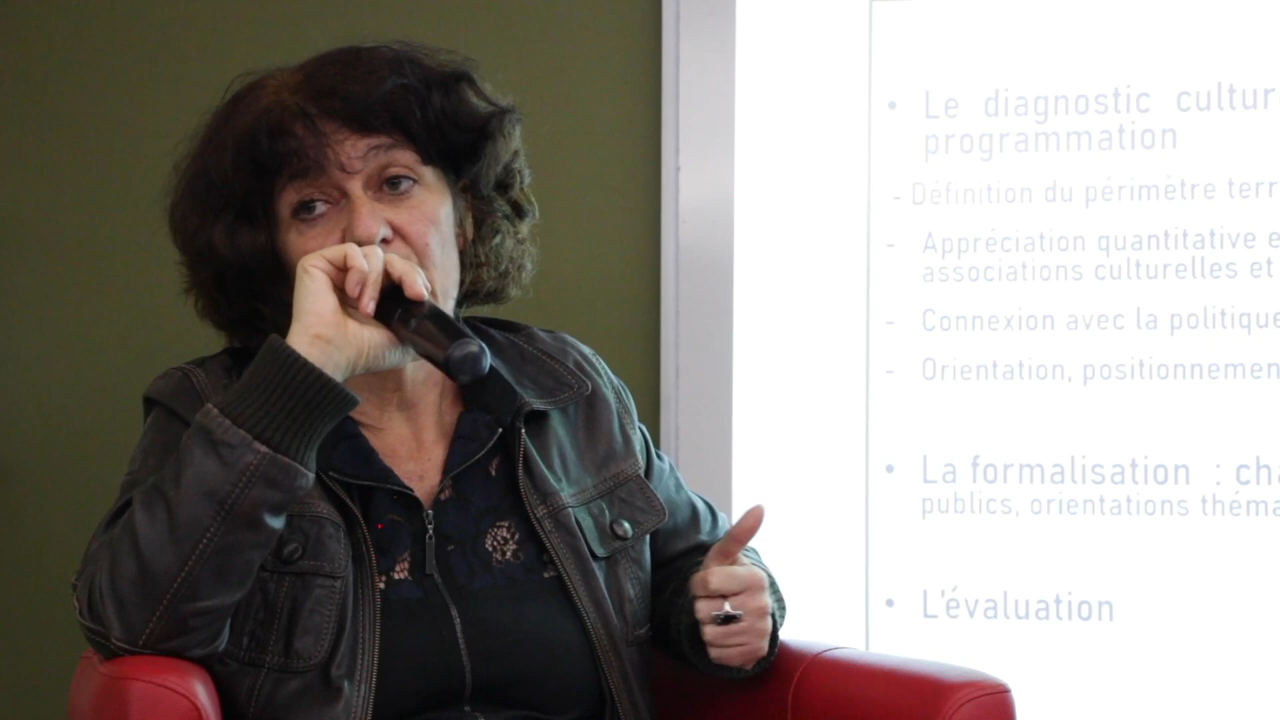 • Le diagnostic cultur
programmation
- Définition du périmètre terr
- Appréciation quantitative e
associations culturelles et
- Connexion avec la politique
- Orientation, positionnemen
• La formalisation : cha
publics, orientations théma
• L'évaluation